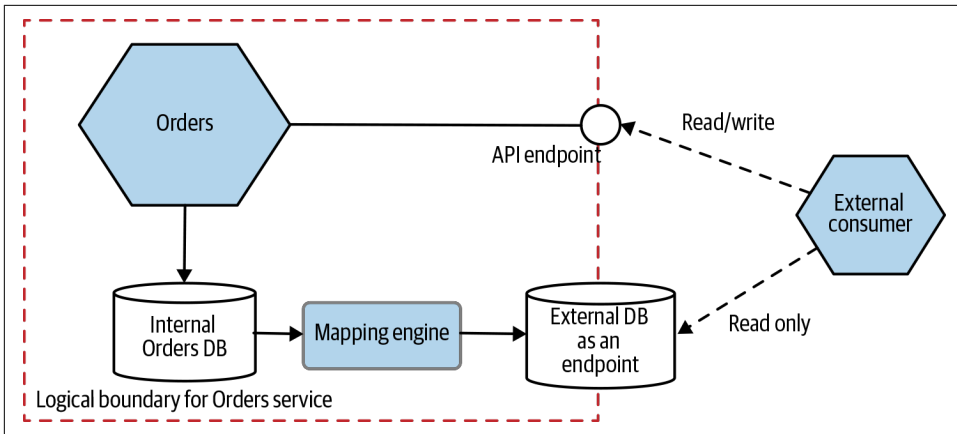 Orders
Read/write
API endpoint
External
consumer
Internal
Orders DB
Mapping engine
External DB
as an
endpoint
Read only
Logical boundary for Orders service